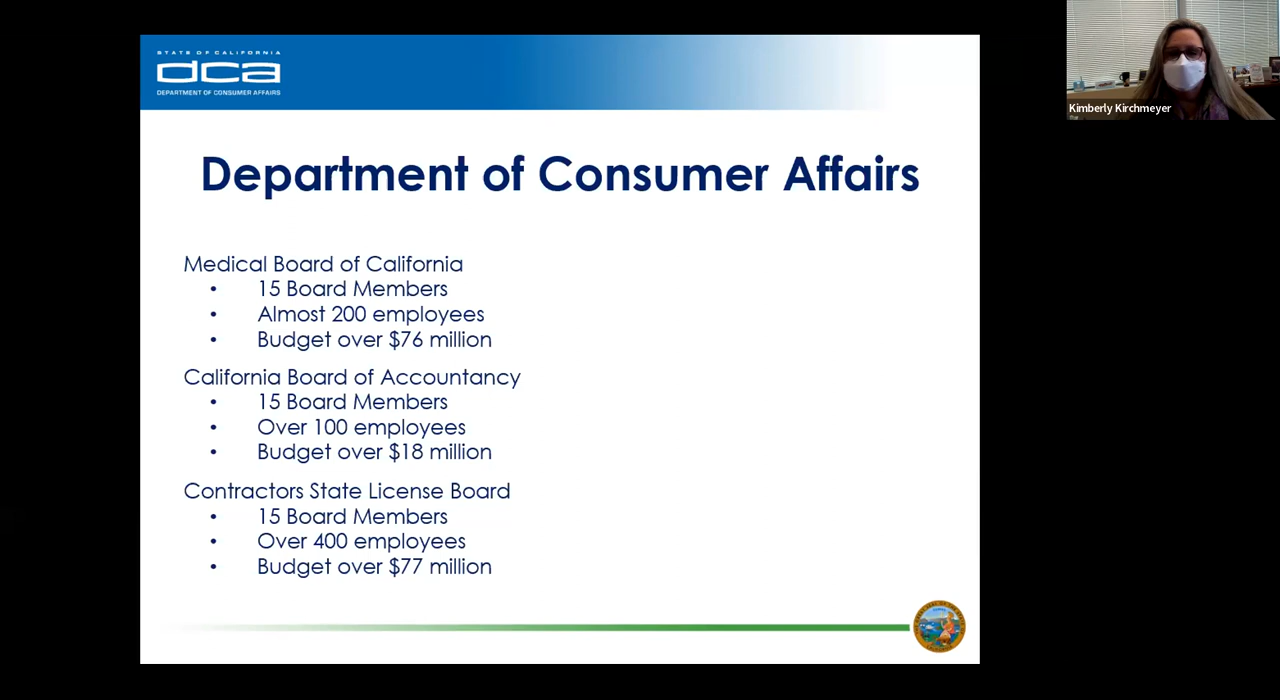 STATE OF CALIFORNIA
dca
DEPARTMENT OF CONSUMER AFFAIRS
Kimberly Kirchmeyer
Department of Consumer Affairs
Medical Board of California
• 15 Board Members
• Almost 200 employees
• Budget over $76 million
California Board of Accountancy
• 15 Board Members
• Over 100 employees
• Budget over $18 million
Contractors State License Board
• 15 Board Members
• Over 400 employees
• Budget over $77 million